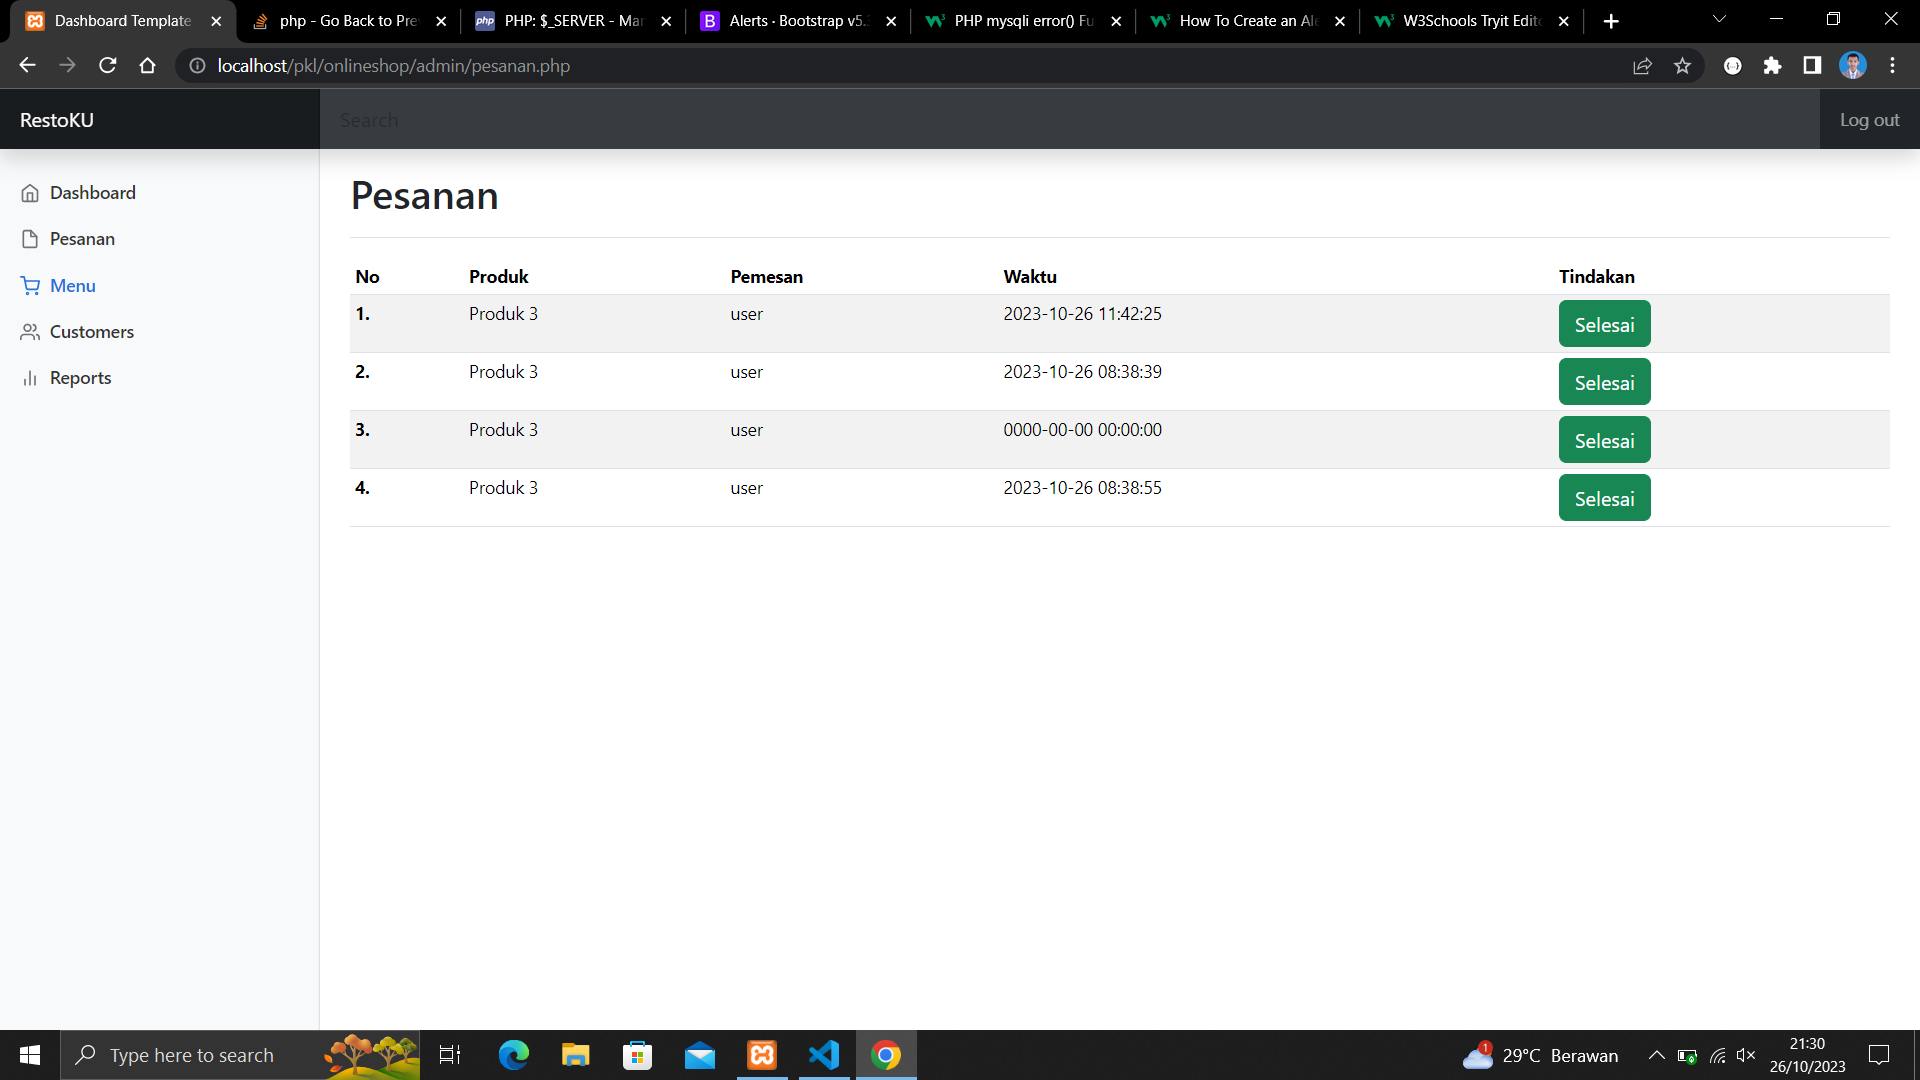 Dashboard Template
php - Go Back to Pre
PHP: $_SERVER - Mar
Alerts · Bootstrap v5.
PHP mysqli error() Fu
How To Create an Ale
W3Schools Tryit Edito
localhost/pkl/onlineshop/admin/pesanan.php
RestoKU
Search
Log out
Dashboard
Pesanan
Menu
Customers
Reports
Pesanan
No Produk Pemesan Waktu Tindakan
1. Produk 3 user 2023-10-26 11:42:25 Selesai
2. Produk 3 user 2023-10-26 08:38:39 Selesai
3. Produk 3 user 0000-00-00 00:00:00 Selesai
4. Produk 3 user 2023-10-26 08:38:55 Selesai
Type here to search
1
29°C Berawan
21:30
26/10/2023